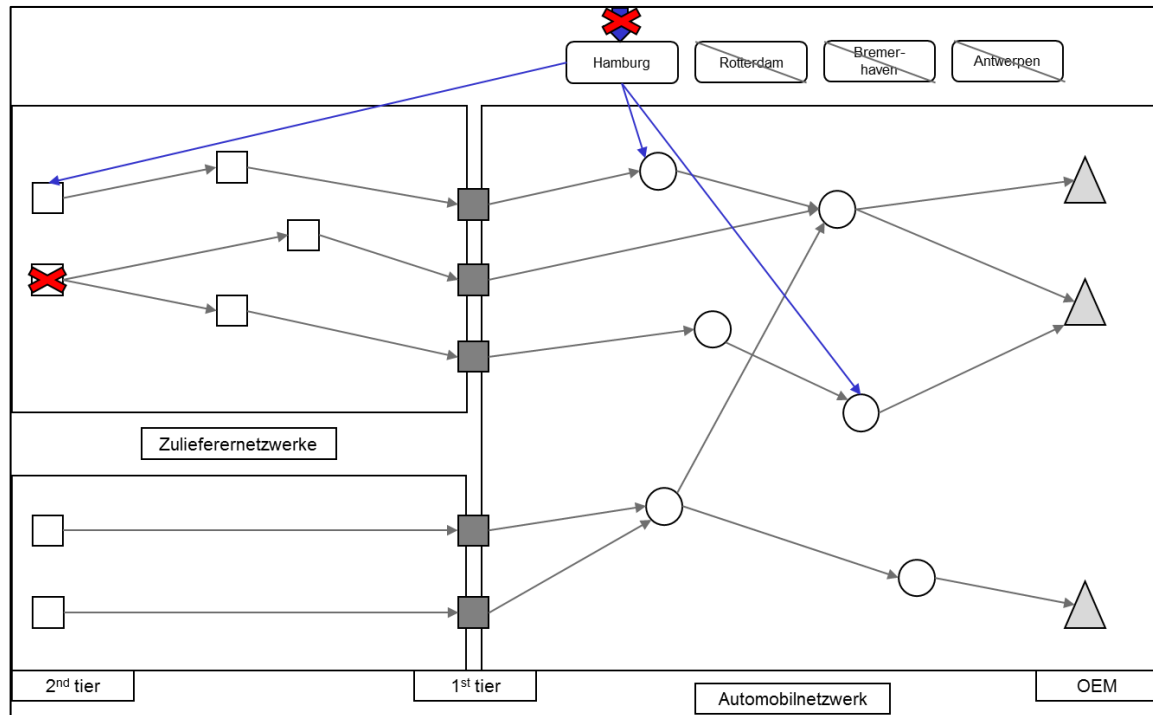 Hamburg
Rotterdam
Bremer-
haven
Antwerpen
Zulieferernetzwerke
2nd tier
1st tier
Automobilnetzwerk
OEM